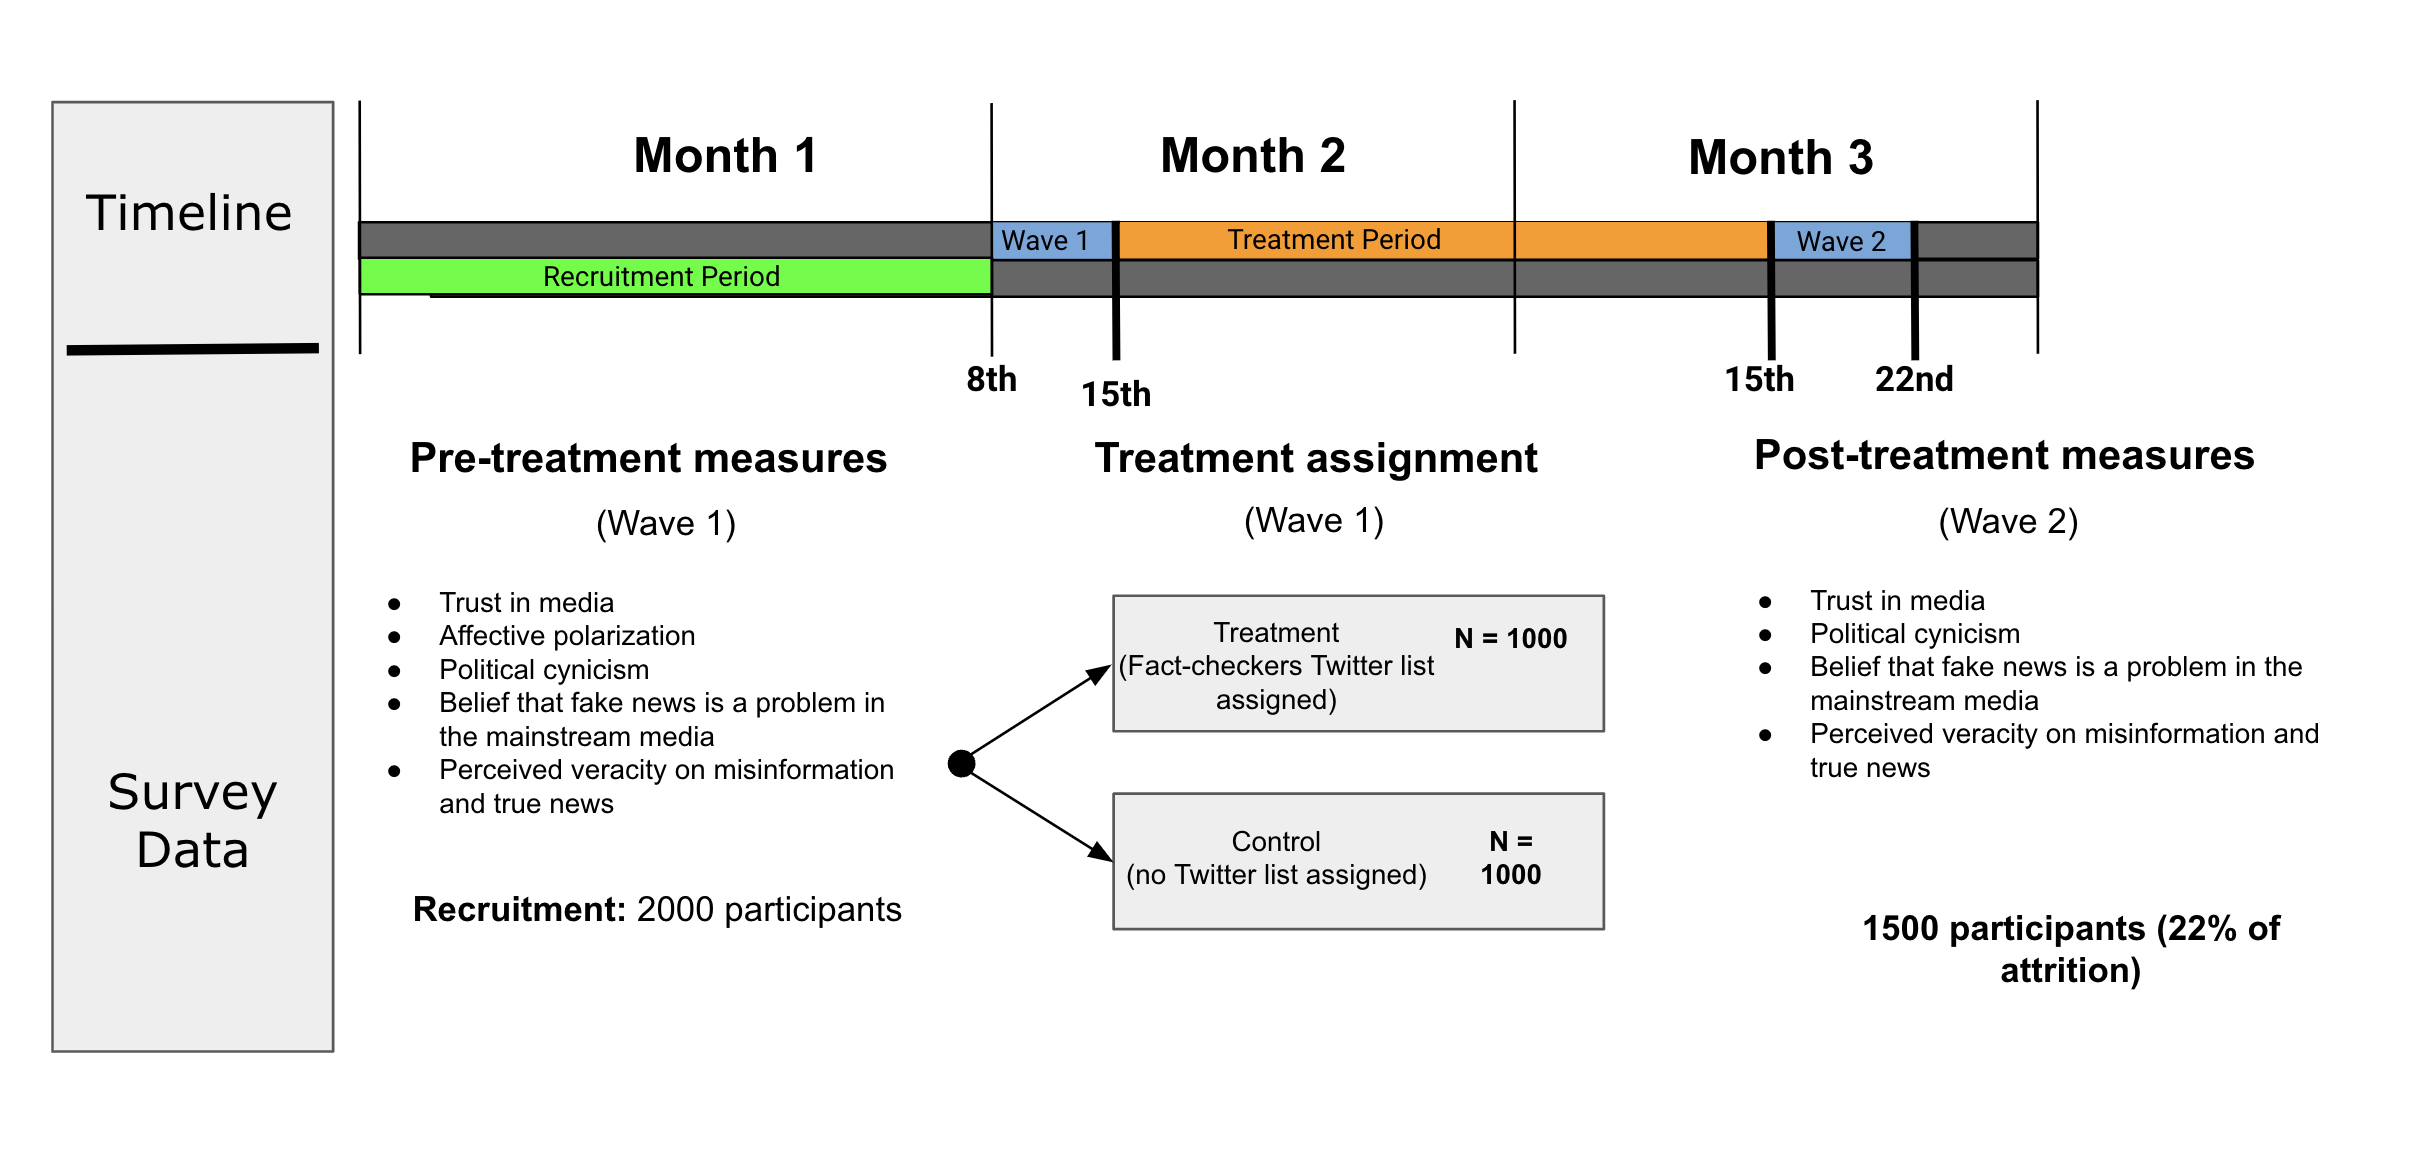 Timeline
Month 1
Month 2
Month 3
Wave 1
Treatment Period
Wave 2
Recruitment Period
8th
15th
15th
22nd
Survey
Data
Pre-treatment measures
(Wave 1)
● Trust in media
● Affective polarization
● Political cynicism
● Belief that fake news is a problem in
the mainstream media
● Perceived veracity on misinformation
and true news
Recruitment: 2000 participants
Treatment assignment
(Wave 1)
Treatment
(Fact-checkers Twitter list
assigned)
N = 1000
Control
(no Twitter list assigned)
N =
1000
Post-treatment measures
(Wave 2)
● Trust in media
● Political cynicism
● Belief that fake news is a problem in the
mainstream media
● Perceived veracity on misinformation and
true news
1500 participants (22% of
attrition)